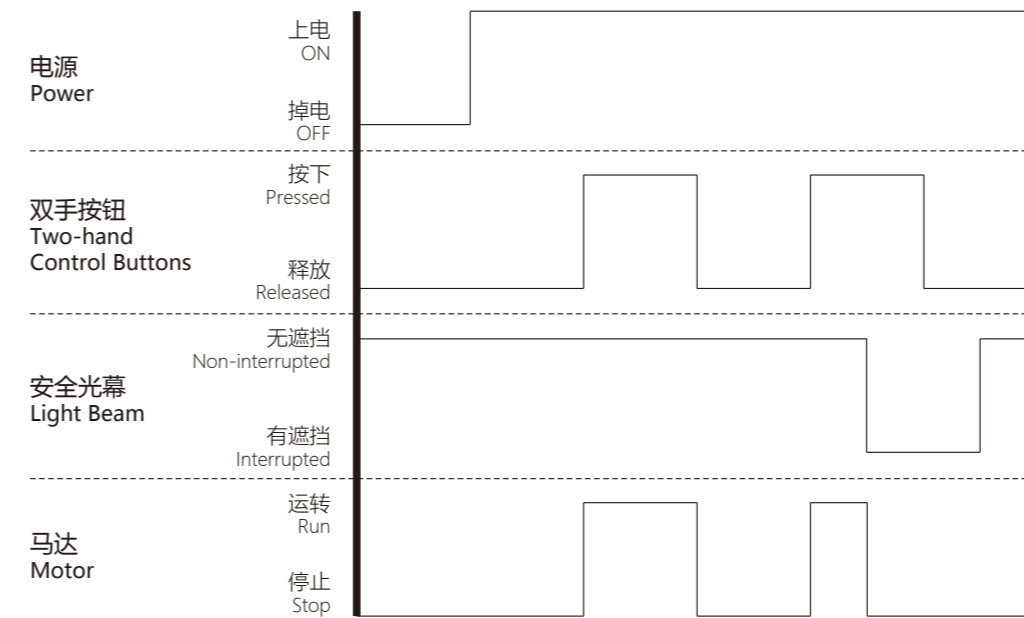 电源
Power
上电
ON
掉电
OFF
双手按钮
Two-hand
Control Buttons
按下
Pressed
释放
Released
安全光幕
Light Beam
无遮挡
Non-interrupted
有遮挡
Interrupted
马达
Motor
运转
Run
停止
Stop